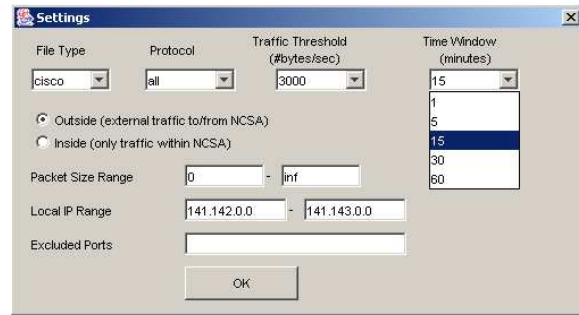 Settings
File Type Protocol Traffic Threshold (#bytes/sec) Time Window (minutes)
cisco all 3000 15
1
5
15
30
60
Outside (external traffic to/from NCSA)
Inside (only traffic within NCSA)
Packet Size Range 0 - inf
Local IP Range 141.142.0.0 - 141.143.0.0
Excluded Ports
OK